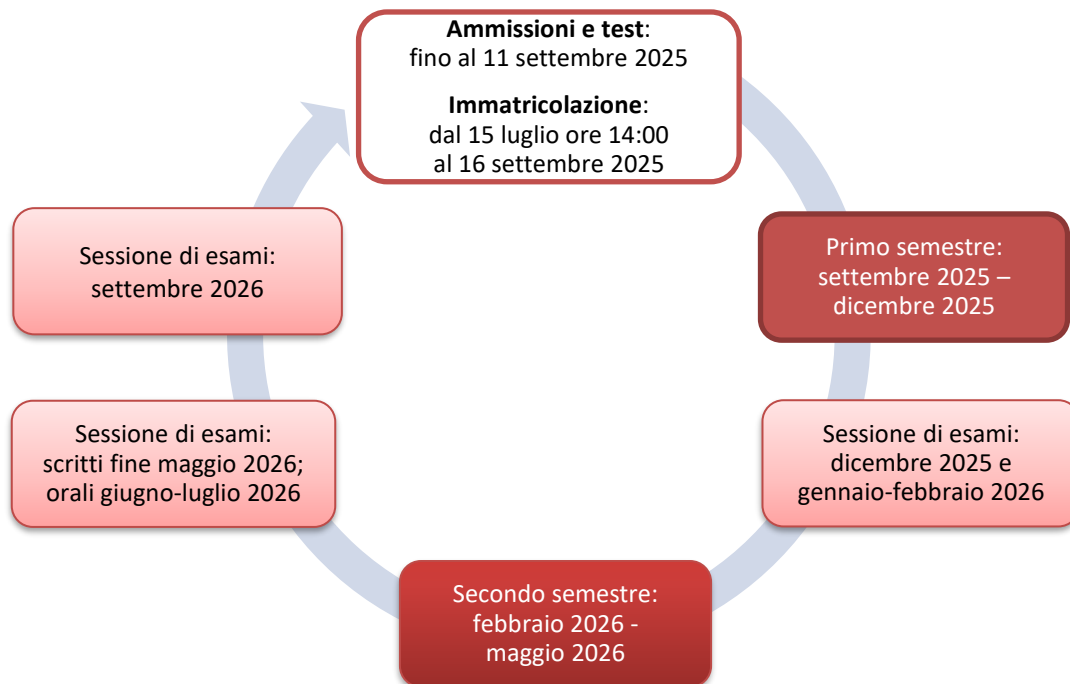 Ammissioni e test:
fino al 11 settembre 2025
Immatricolazione:
dal 15 luglio ore 14:00
al 16 settembre 2025
Primo semestre:
settembre 2025 –
dicembre 2025
Sessione di esami:
dicembre 2025 e
gennaio-febbraio 2026
Secondo semestre:
febbraio 2026 -
maggio 2026
Sessione di esami:
scritti fine maggio 2026;
orali giugno-luglio 2026
Sessione di esami:
settembre 2026